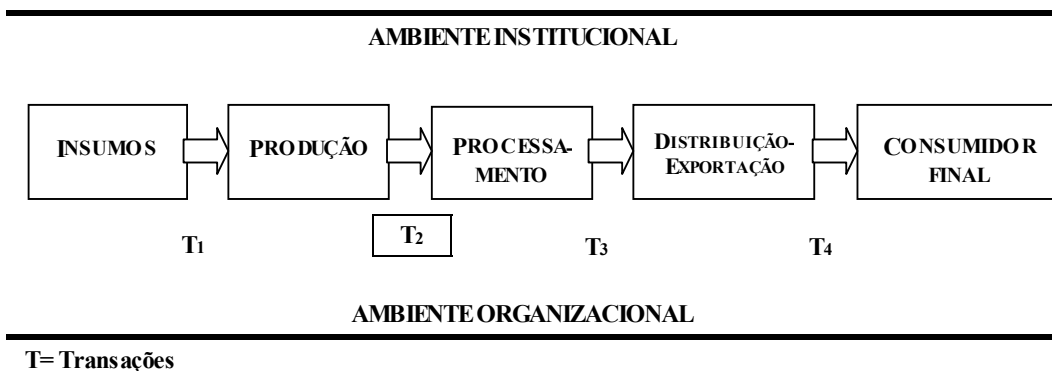 AMBIENTE INSTITUCIONAL
INSUMOS
PRODUÇÃO
PROCESSA-
MENTO
DISTRIBUIÇÃO-
EXPORTAÇÃO
CONSUMIDOR
FINAL
T1
T2
T3
T4
AMBIENTE ORGANIZACIONAL
T= Transações